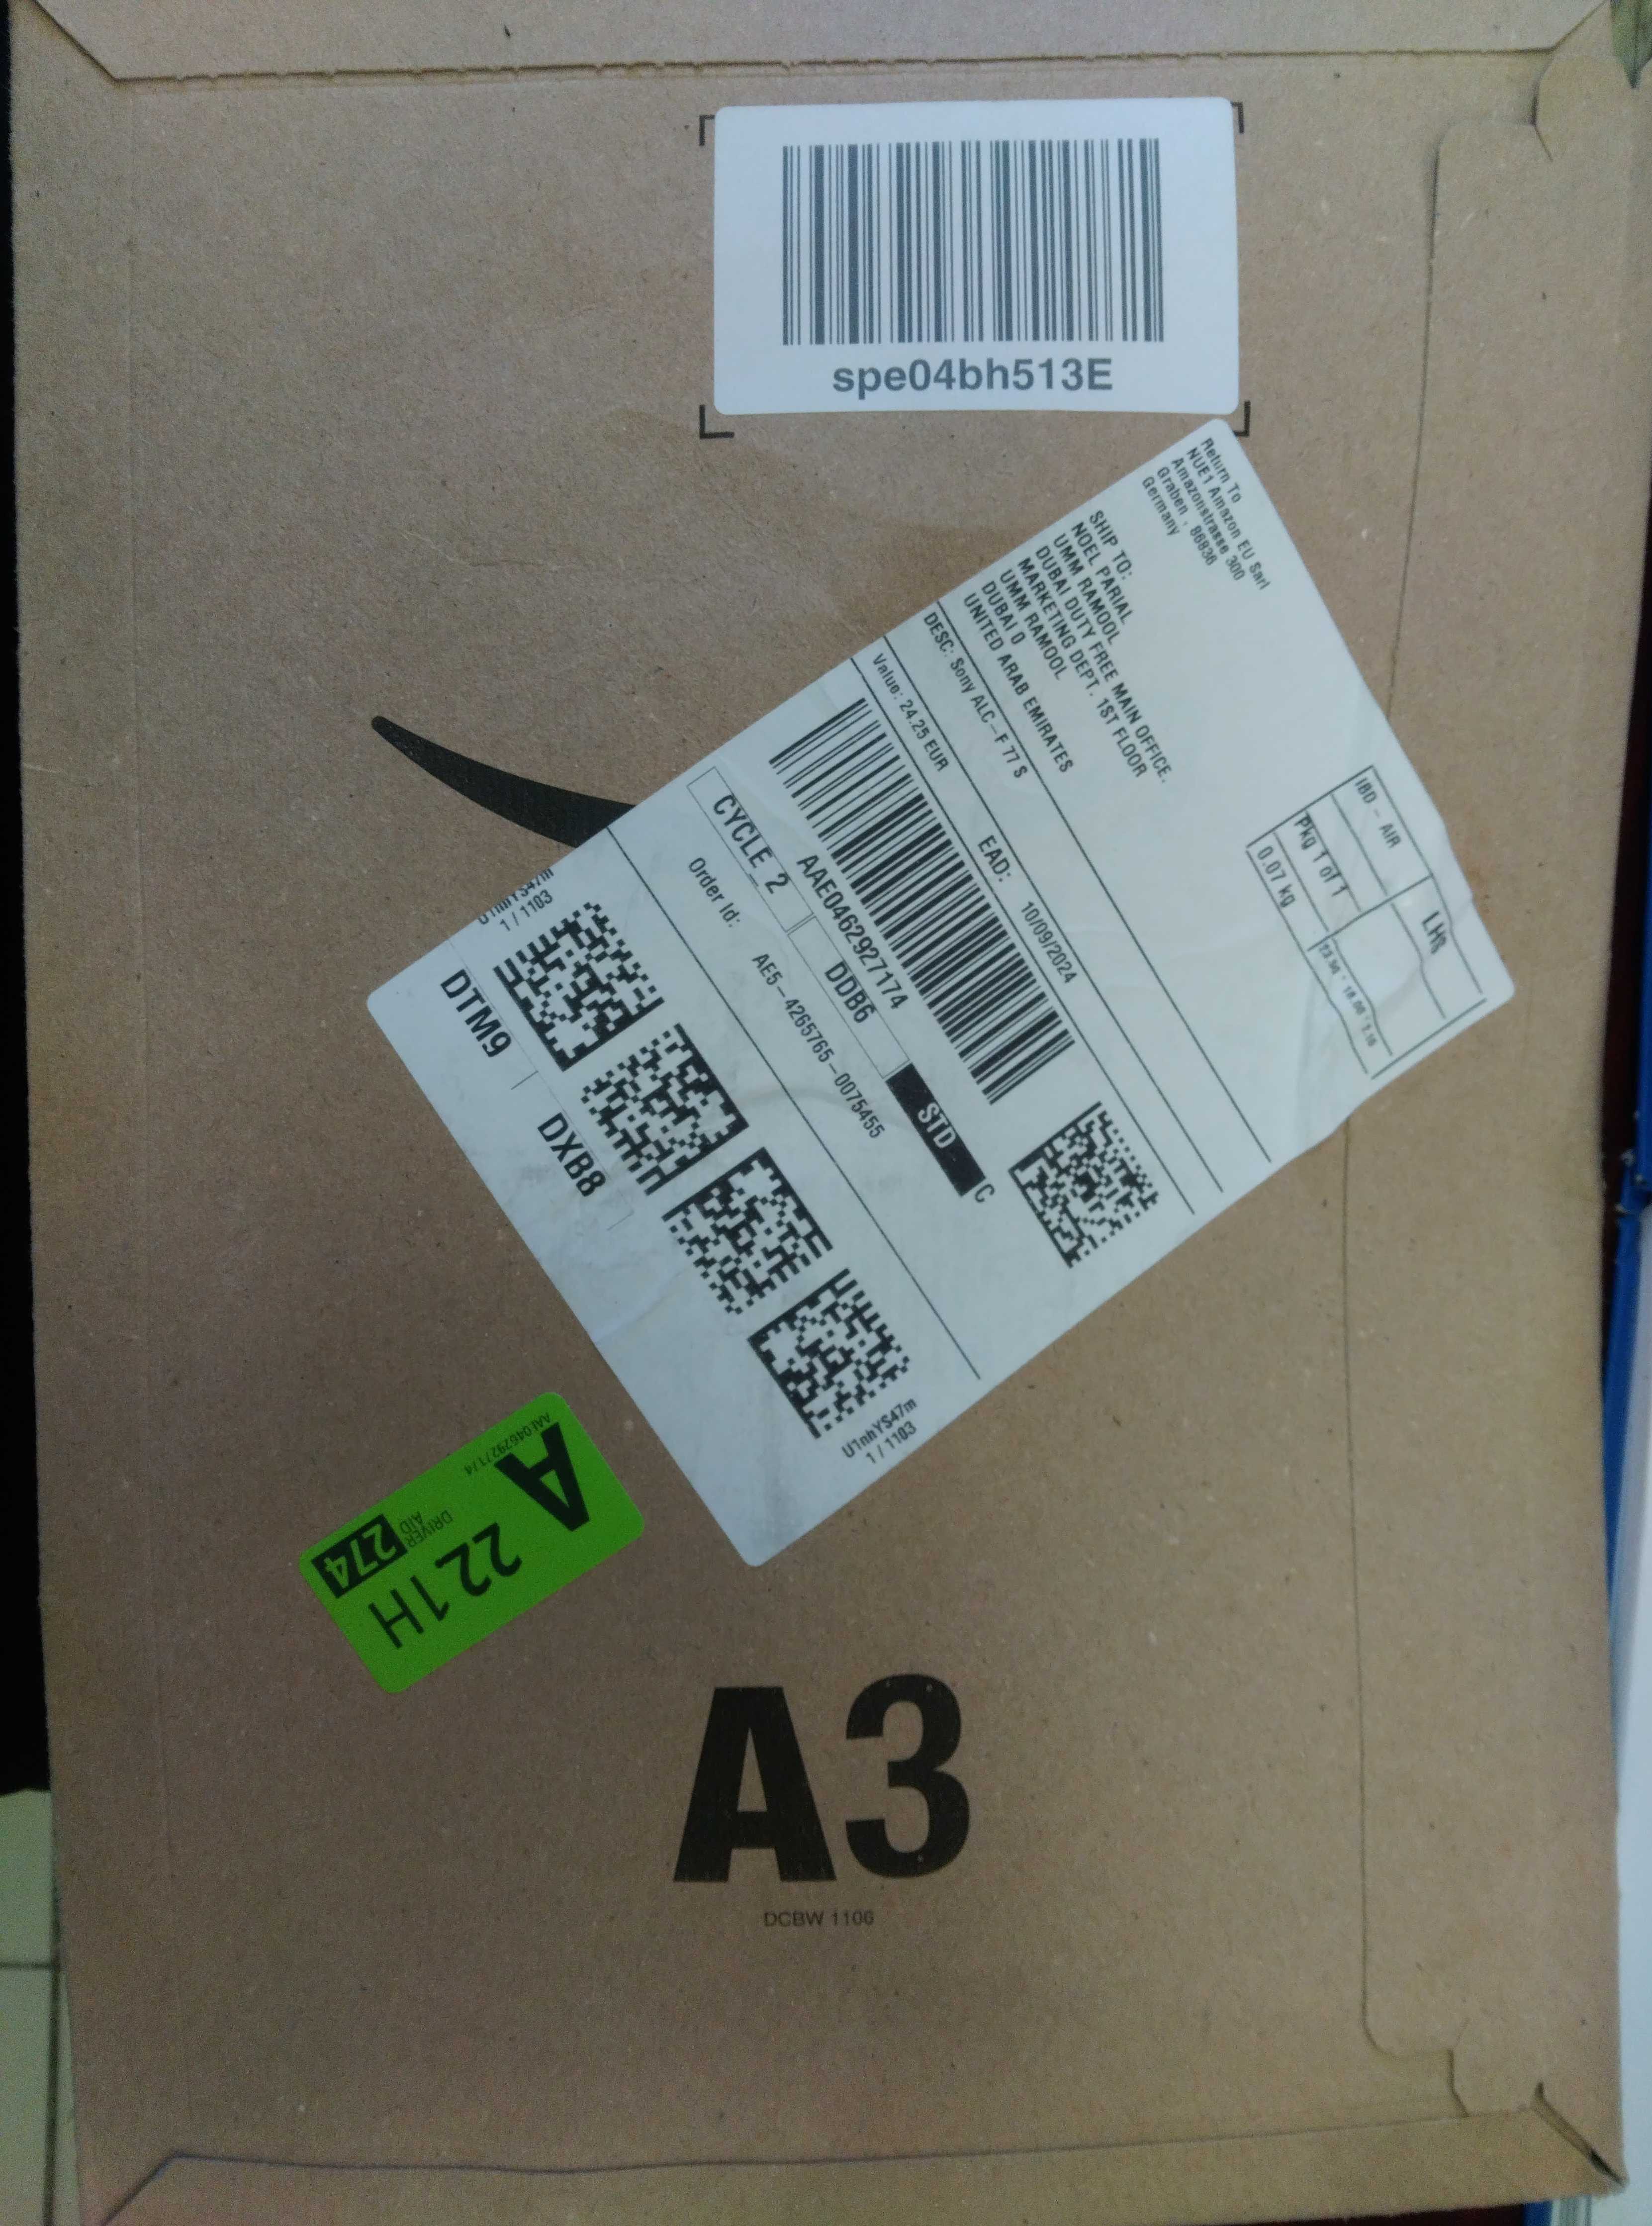 spe04bh513E
Return To
NUE1 Amazon EU Sarl
Amazonstrasse 300
Graben , 86836
Germany
SHIP TO:
NOEL PARIAL
UMM RAMOOL
DUBAI DUTY FREE MAIN OFFICE.
MARKETING DEPT. 1ST FLOOR
UMM RAMOOL
DUBAI 0
UNITED ARAB EMIRATES
IBD - AIR
LHR
Pkg 1 of 1
0.07 kg
DESC: Sony ALC-F 77 S
Value: 24.25 EUR
EAD: 10/09/2024
AAE0462927174
CYCLE_2
DDB6
STD
C
Order Id: AE5-4265765-0075455
U1nhYS47m
1 / 1103
U1nhYS47m
1 / 1103
DTM9
DXB8
AAE0462927174
A
DRIVER
AID
274
22 1H
A3
DCBW 1106